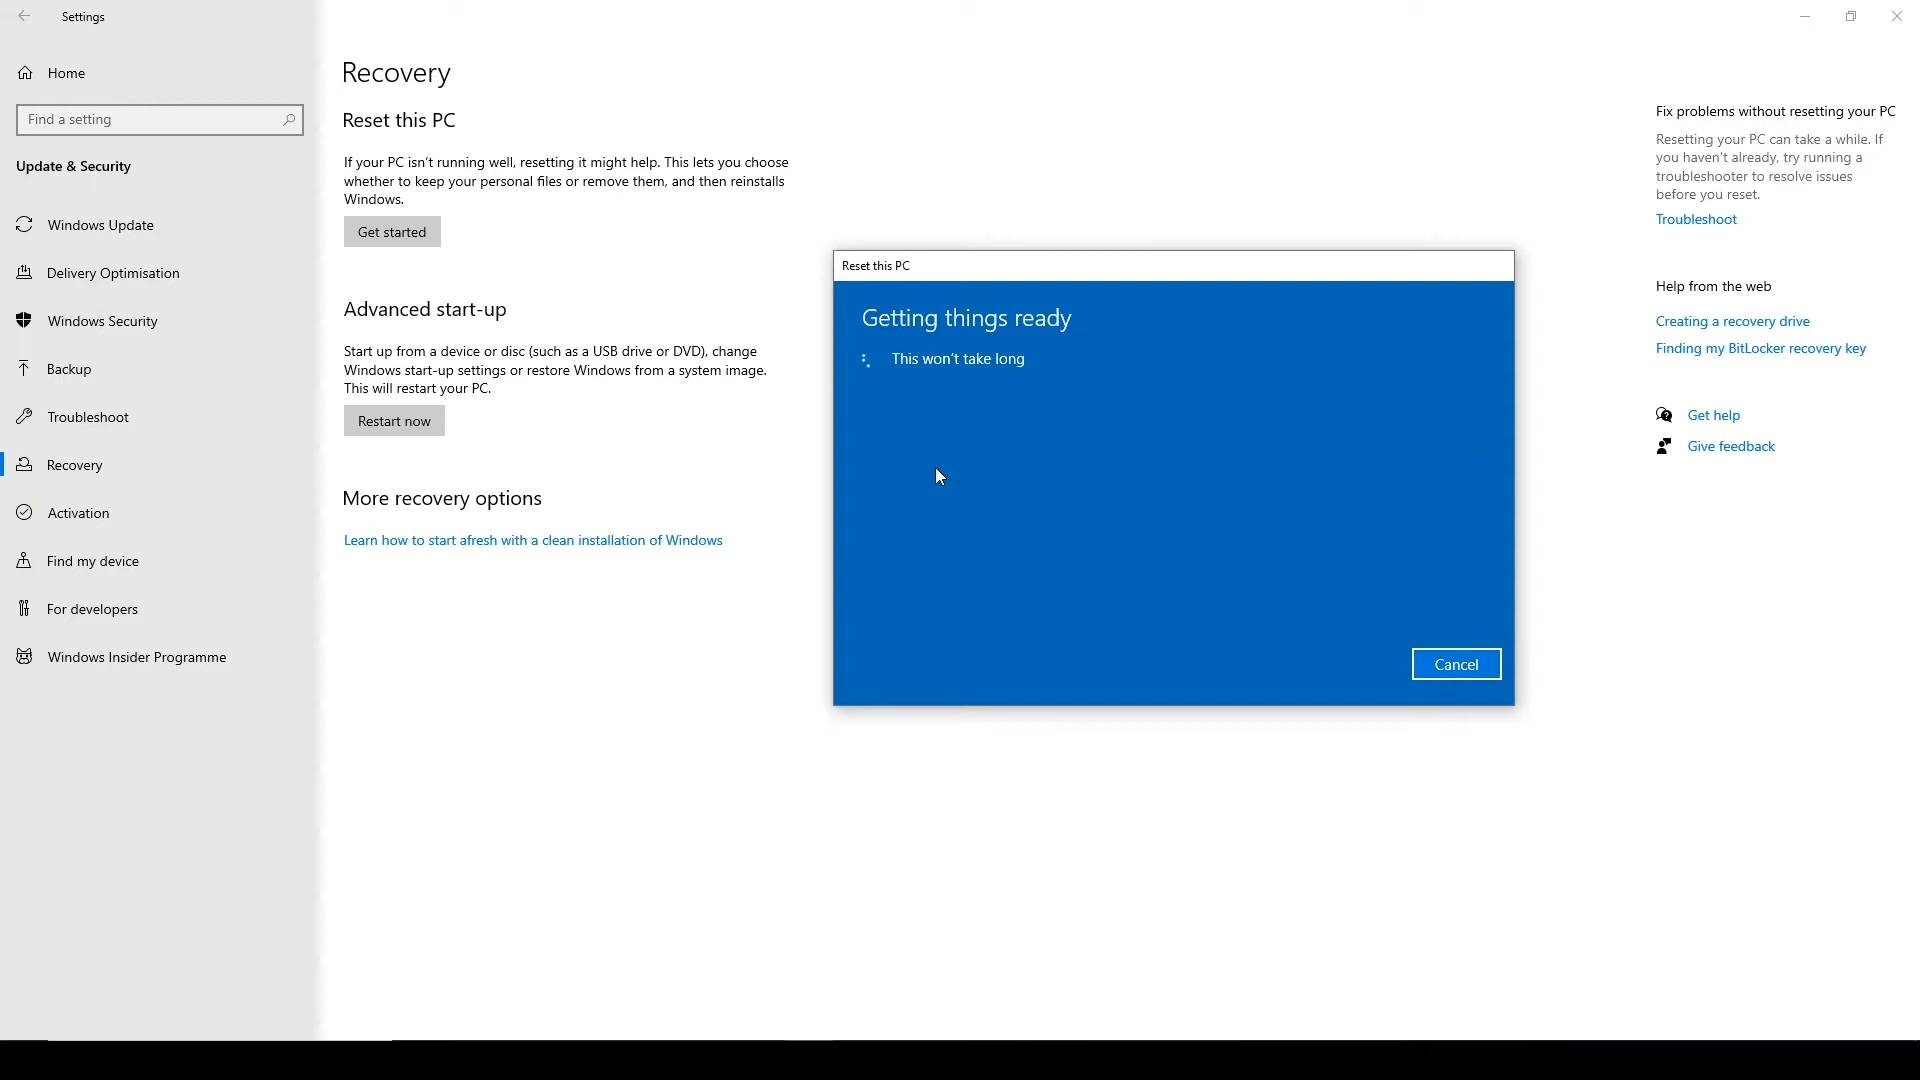 Settings
Home
Find a setting
Update & Security
Windows Update
Delivery Optimisation
Windows Security
Backup
Troubleshoot
Recovery
Activation
Find my device
For developers
Windows Insider Programme
Recovery
Reset this PC
If your PC isn't running well, resetting it might help. This lets you choose
whether to keep your personal files or remove them, and then reinstalls
Windows.
Get started
Advanced start-up
Start up from a device or disc (such as a USB drive or DVD), change
Windows start-up settings or restore Windows from a system image.
This will restart your PC.
Restart now
More recovery options
Learn how to start afresh with a clean installation of Windows
Reset this PC
Getting things ready
This won't take long
Cancel
Fix problems without resetting your PC
Resetting your PC can take a while. If
you haven't already, try running a
troubleshooter to resolve issues
before you reset.
Troubleshoot
Help from the web
Creating a recovery drive
Finding my BitLocker recovery key
Get help
Give feedback